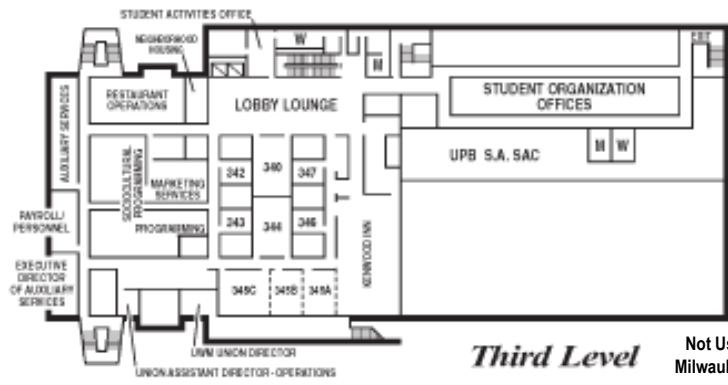 STUDENT ACTIVITIES OFFICE
NEIGHBORHOOD
HOUSING
W
M
EXIT
AUXILIARY SERVICES
RESTAURANT
OPERATIONS
LOBBY LOUNGE
STUDENT ORGANIZATION
OFFICES
SOCIOCULTURAL
PROGRAMMING
MARKETING
SERVICES
342
340
347
UPB S.A. SAC
M
W
PAYROLL/
PERSONNEL
PROGRAMMING
343
344
346
KENWOOD INN
EXECUTIVE
DIRECTOR
OF AUXILIARY
SERVICES
345C
345B
345A
UWM UNION DIRECTOR
UNION ASSISTANT DIRECTOR - OPERATIONS
Third Level
Not Us
Milwaul